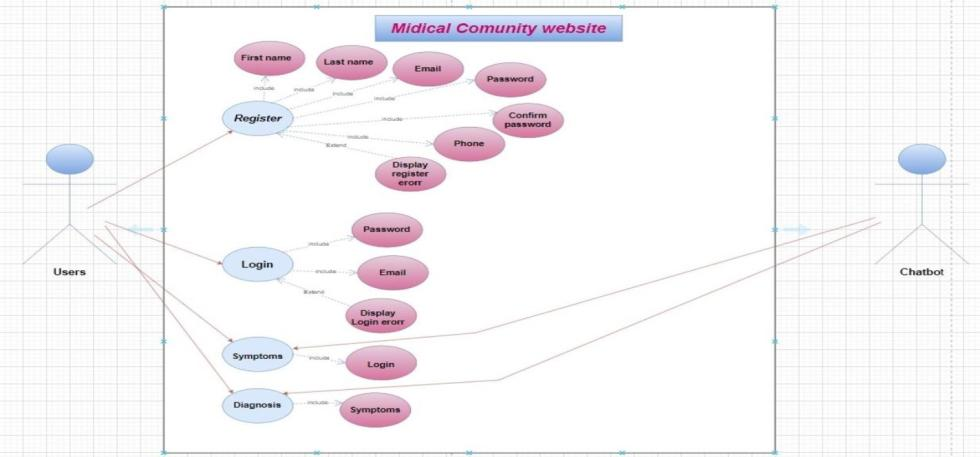 Midical Comunity website
First name
Last name
Email
Password
include
include
include
include
Register
include
Confirm
password
include
Phone
Extend
Display
register
erorr
Users
Chatbot
Password
include
Login
include
Email
Extend
Display
Login erorr
Symptoms
include
Login
Diagnosis
include
Symptoms